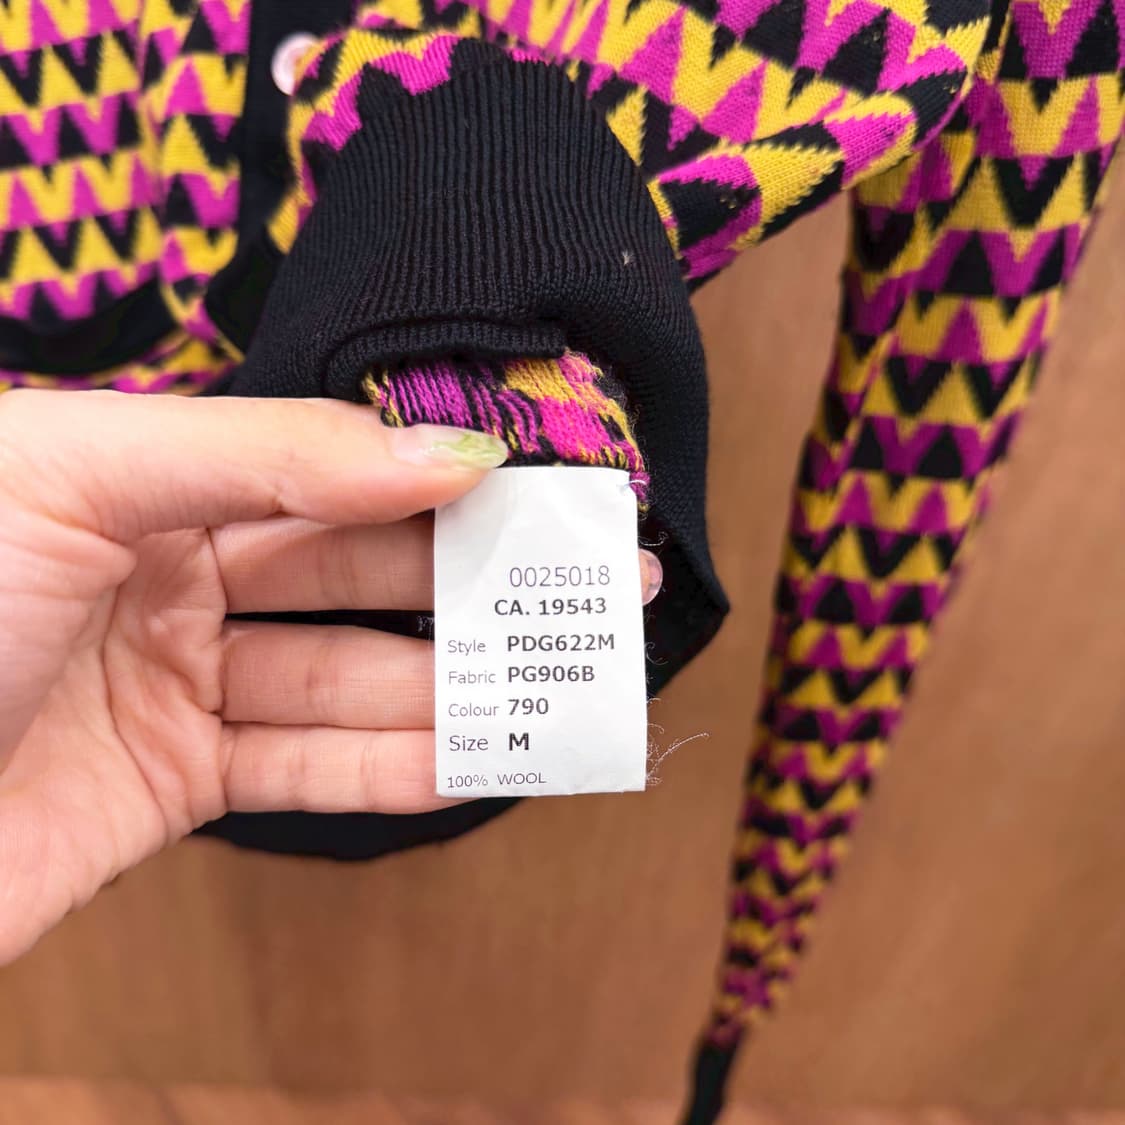 0025018
CA. 19543
Style PDG622M
Fabric PG906B
Colour 790
Size M
100% WOOL